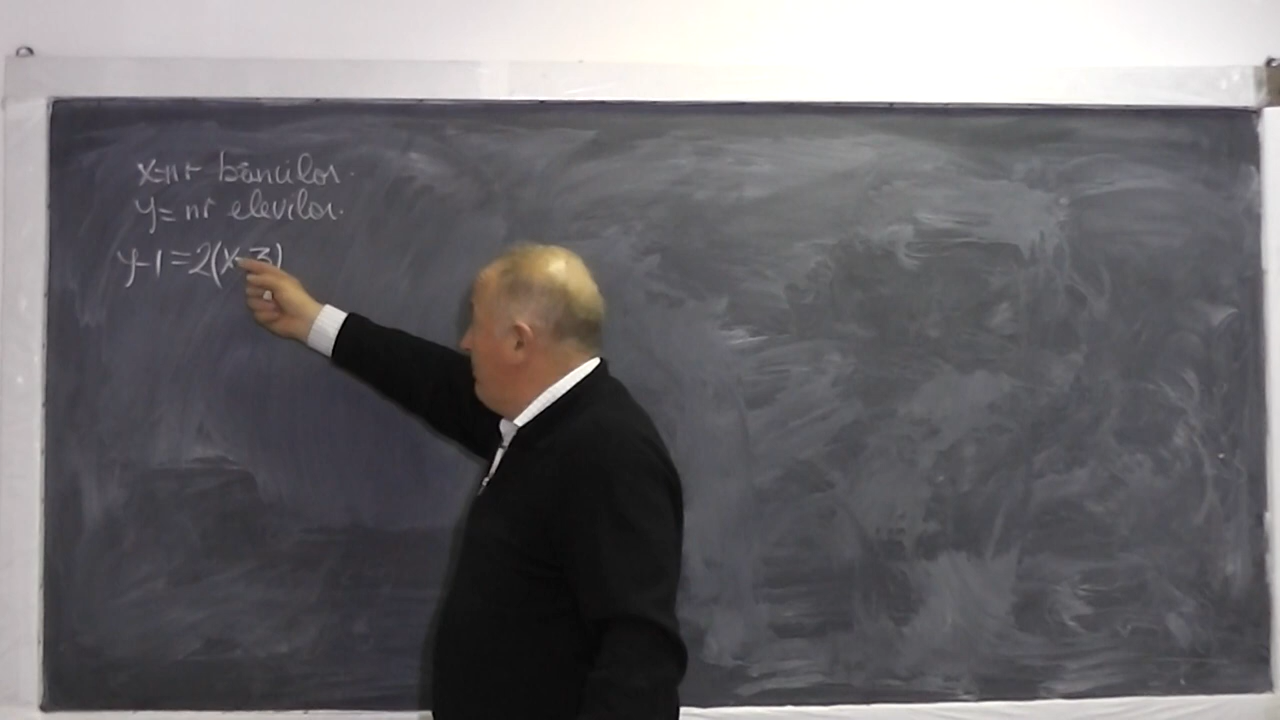 x=nr băncilor.
y=nr elevilor.
y-1=2(x-3)